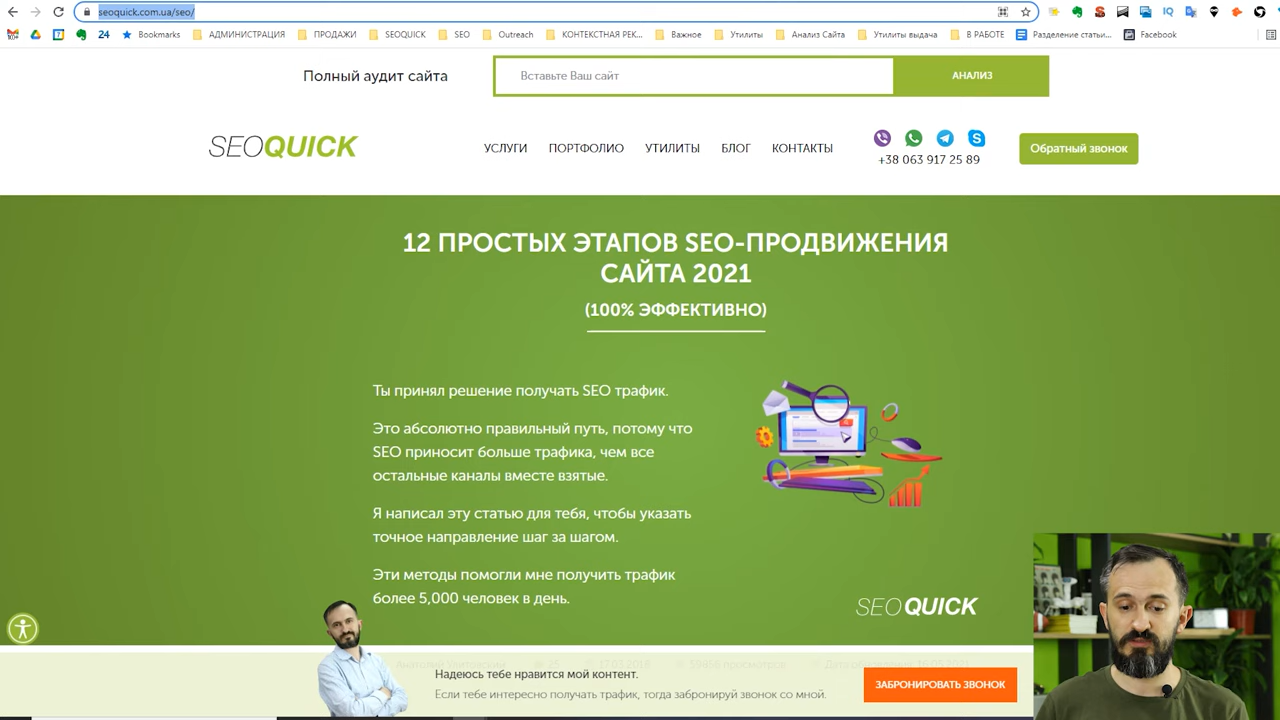 seoquick.com.ua/seo/
24 Bookmarks АДМИНИСТРАЦИЯ ПРОДАЖИ SEOQUICK SEO Outreach КОНТЕКСТНАЯ РЕК... Важное Утилиты Анализ Сайта Утилиты выдача В РАБОТЕ Разделение статьи... Facebook
Полный аудит сайта Вставьте Ваш сайт АНАЛИЗ
SEOQUICK УСЛУГИ ПОРТФОЛИО УТИЛИТЫ БЛОГ КОНТАКТЫ Обратный звонок
+38 063 917 25 89
12 ПРОСТЫХ ЭТАПОВ SEO-ПРОДВИЖЕНИЯ
САЙТА 2021
(100% ЭФФЕКТИВНО)
Ты принял решение получать SEO трафик.
Это абсолютно правильный путь, потому что
SEO приносит больше трафика, чем все
остальные каналы вместе взятые.
Я написал эту статью для тебя, чтобы указать
точное направление шаг за шагом.
Эти методы помогли мне получить трафик
более 5,000 человек в день.
SEOQUICK
Надеюсь тебе нравится мой контент.
Если тебе интересно получать трафик, тогда забронируй звонок со мной.
ЗАБРОНИРОВАТЬ ЗВОНОК